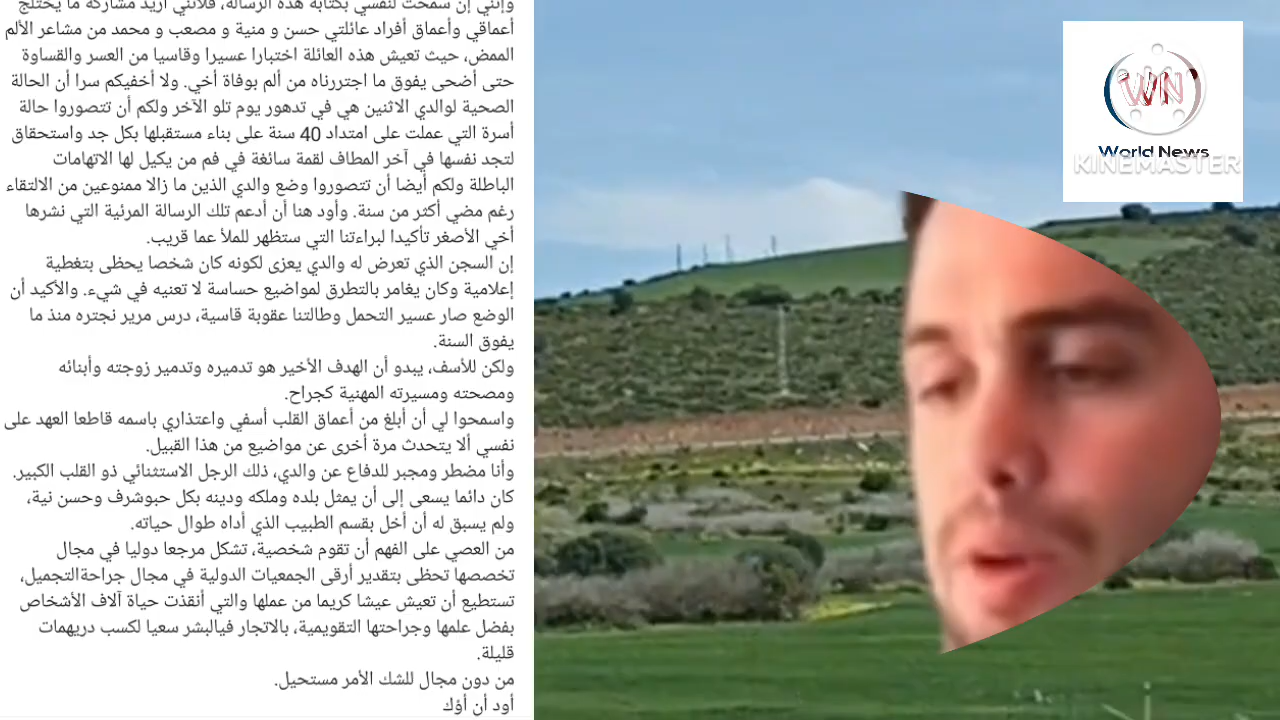 وإنني إن سمحت لنفسي بكتابة هذه الرسالة، فلأنني أريد مشاركة ما يختلج
أعماقي وأعماق أفراد عائلتي حسن و منية و مصعب و محمد من مشاعر الألم
الممض، حيث تعيش هذه العائلة اختبارا عسيرا وقاسيا من العسر والقساوة
حتى أضحى يفوق ما اجتررناه من ألم بوفاة أخي. ولا أخفيكم سرا أن الحالة
الصحية لوالدي الاثنين هي في تدهور يوم تلو الآخر ولكم أن تتصوروا حالة
أسرة التي عملت على امتداد 40 سنة على بناء مستقبلها بكل جد واستحقاق
لتجد نفسها في آخر المطاف لقمة سائغة في فم من يكيل لها الاتهامات
الباطلة ولكم أيضا أن تتصوروا وضع والدي الذين ما زالا ممنوعين من الالتقاء
رغم مضي أكثر من سنة. وأود هنا أن أدعم تلك الرسالة المرئية التي نشرها
أخي الأصغر تأكيدا لبراءتنا التي ستظهر للملأ عما قريب.
إن السجن الذي تعرض له والدي يعزى لكونه كان شخصا يحظى بتغطية
إعلامية وكان يغامر بالتطرق لمواضيع حساسة لا تعنيه في شيء. والأكيد أن
الوضع صار عسير التحمل وطالتنا عقوبة قاسية، درس مرير نجتره منذ ما
يفوق السنة.
ولكن للأسف، يبدو أن الهدف الأخير هو تدميره وتدمير زوجته وأبنائه
ومصحته ومسيرته المهنية كجراح.
واسمحوا لي أن أبلغ من أعماق القلب أسفي واعتذاري باسمه قاطعا العهد على
نفسي ألا يتحدث مرة أخرى عن مواضيع من هذا القبيل.
وأنا مضطر ومجبر للدفاع عن والدي، ذلك الرجل الاستثنائي ذو القلب الكبير.
كان دائما يسعى إلى أن يمثل بلده وملكه ودينه بكل حبوشرف وحسن نية،
ولم يسبق له أن أخل بقسم الطبيب الذي أداه طوال حياته.
من العصي على الفهم أن تقوم شخصية، تشكل مرجعا دوليا في مجال
تخصصها تحظى بتقدير أرقى الجمعيات الدولية في مجال جراحةالتجميل،
تستطيع أن تعيش عيشا كريما من عملها والتي أنقذت حياة آلاف الأشخاص
بفضل علمها وجراحتها التقويمية، بالاتجار فيالبشر سعيا لكسب دريهمات
قليلة.
من دون مجال للشك الأمر مستحيل.
أود أن أؤك
WN
World News
KINEMASTER